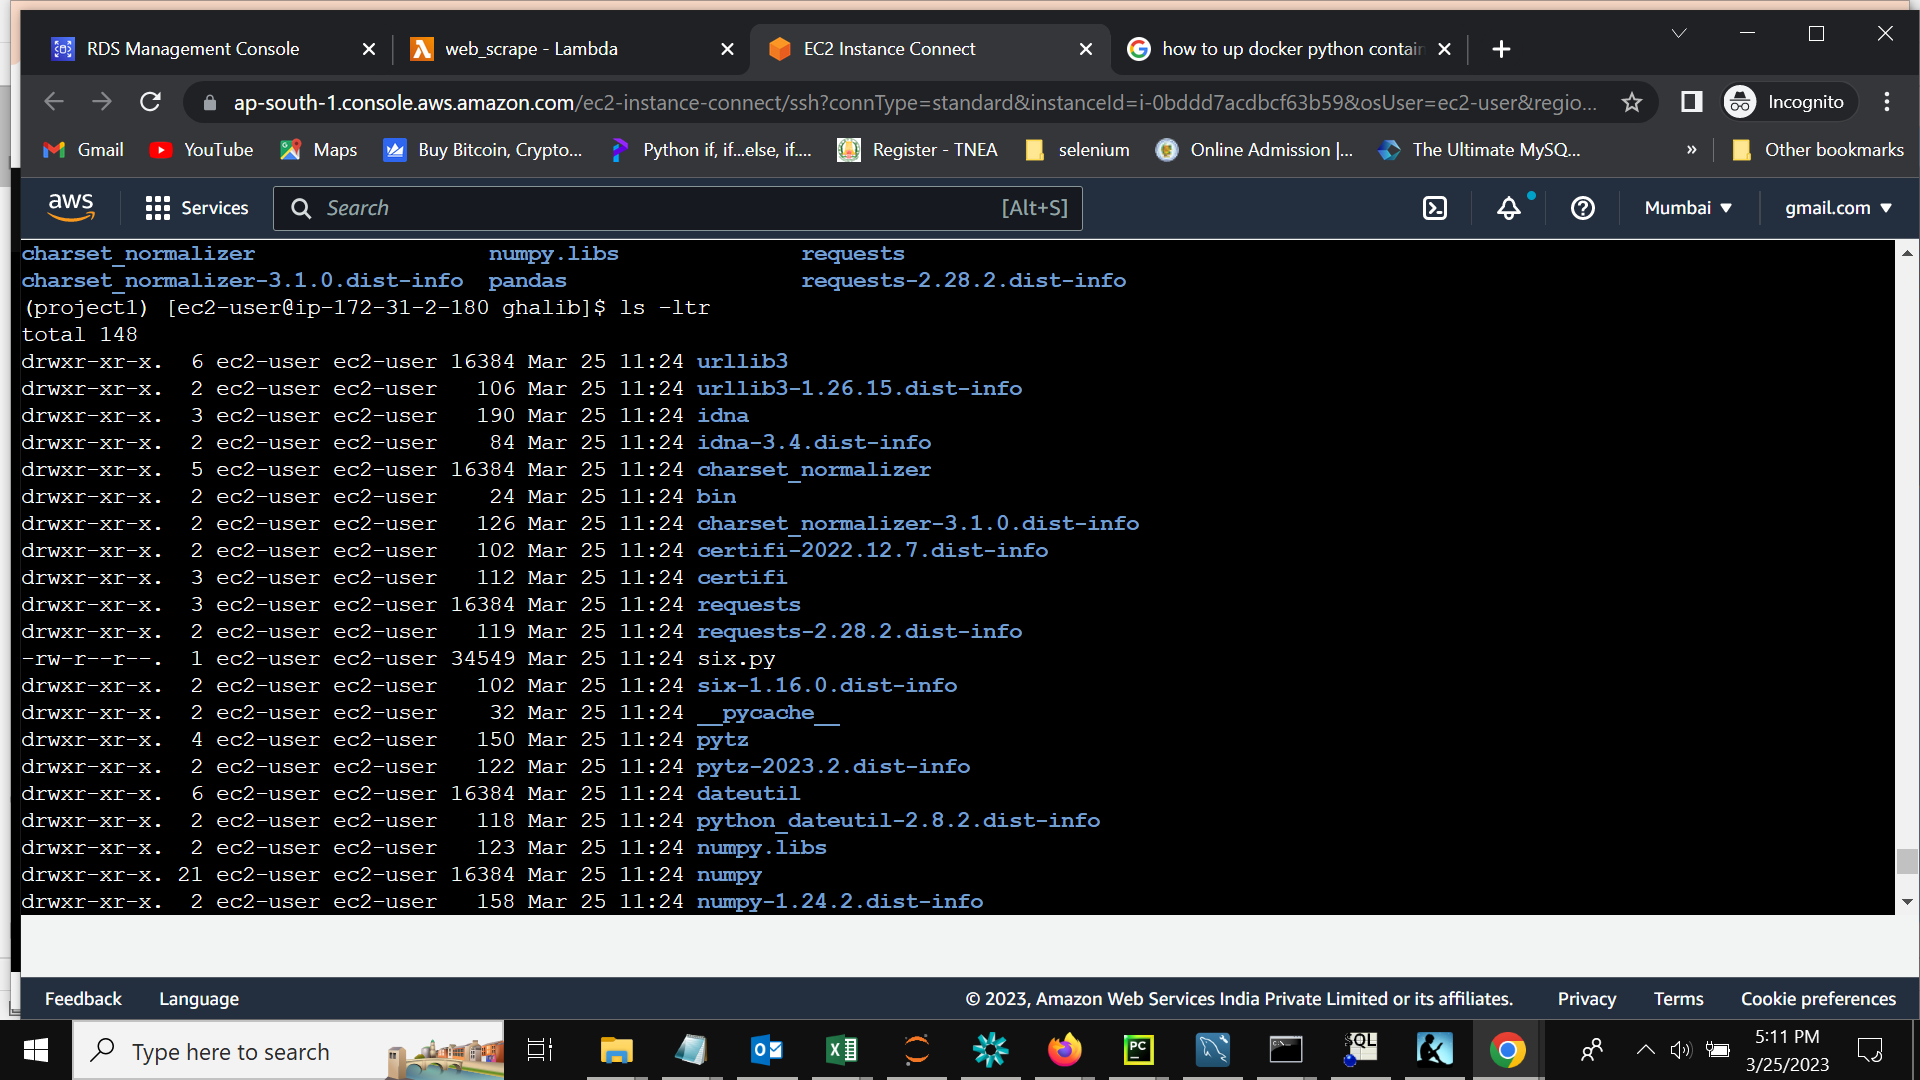 RDS Management Console
web_scrape - Lambda
EC2 Instance Connect
how to up docker python contain
ap-south-1.console.aws.amazon.com/ec2-instance-connect/ssh?connType=standard&instanceId=i-0bddd7acdbcf63b59&osUser=ec2-user&regio...
Incognito
Gmail
YouTube
Maps
Buy Bitcoin, Crypto...
Python if, if...else, if....
Register - TNEA
selenium
Online Admission |...
The Ultimate MySQ...
»
Other bookmarks
aws
Services
Search
[Alt+S]
Mumbai
gmail.com
charset_normalizer numpy.libs requests
charset_normalizer-3.1.0.dist-info pandas requests-2.28.2.dist-info
(project1) [ec2-user@ip-172-31-2-180 ghalib]$ ls -ltr
total 148
drwxr-xr-x. 6 ec2-user ec2-user 16384 Mar 25 11:24 urllib3
drwxr-xr-x. 2 ec2-user ec2-user 106 Mar 25 11:24 urllib3-1.26.15.dist-info
drwxr-xr-x. 3 ec2-user ec2-user 190 Mar 25 11:24 idna
drwxr-xr-x. 2 ec2-user ec2-user 84 Mar 25 11:24 idna-3.4.dist-info
drwxr-xr-x. 5 ec2-user ec2-user 16384 Mar 25 11:24 charset_normalizer
drwxr-xr-x. 2 ec2-user ec2-user 24 Mar 25 11:24 bin
drwxr-xr-x. 2 ec2-user ec2-user 126 Mar 25 11:24 charset_normalizer-3.1.0.dist-info
drwxr-xr-x. 2 ec2-user ec2-user 102 Mar 25 11:24 certifi-2022.12.7.dist-info
drwxr-xr-x. 3 ec2-user ec2-user 112 Mar 25 11:24 certifi
drwxr-xr-x. 3 ec2-user ec2-user 16384 Mar 25 11:24 requests
drwxr-xr-x. 2 ec2-user ec2-user 119 Mar 25 11:24 requests-2.28.2.dist-info
-rw-r--r--. 1 ec2-user ec2-user 34549 Mar 25 11:24 six.py
drwxr-xr-x. 2 ec2-user ec2-user 102 Mar 25 11:24 six-1.16.0.dist-info
drwxr-xr-x. 2 ec2-user ec2-user 32 Mar 25 11:24 __pycache__
drwxr-xr-x. 4 ec2-user ec2-user 150 Mar 25 11:24 pytz
drwxr-xr-x. 2 ec2-user ec2-user 122 Mar 25 11:24 pytz-2023.2.dist-info
drwxr-xr-x. 6 ec2-user ec2-user 16384 Mar 25 11:24 dateutil
drwxr-xr-x. 2 ec2-user ec2-user 118 Mar 25 11:24 python_dateutil-2.8.2.dist-info
drwxr-xr-x. 2 ec2-user ec2-user 123 Mar 25 11:24 numpy.libs
drwxr-xr-x. 21 ec2-user ec2-user 16384 Mar 25 11:24 numpy
drwxr-xr-x. 2 ec2-user ec2-user 158 Mar 25 11:24 numpy-1.24.2.dist-info
Feedback
Language
© 2023, Amazon Web Services India Private Limited or its affiliates.
Privacy
Terms
Cookie preferences
Type here to search
PC
SQL
5:11 PM
3/25/2023